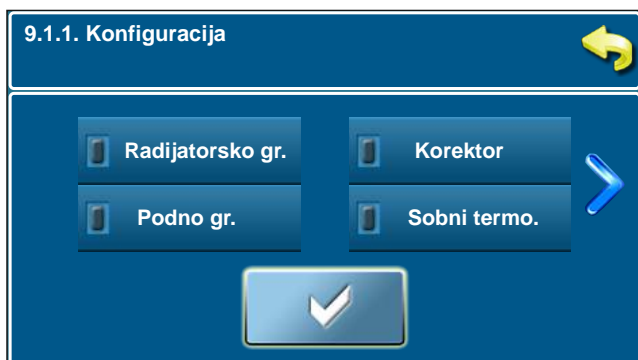 9.1.1. Konfiguracija
Radijatorsko gr.
Korektor
Podno gr.
Sobni termo.